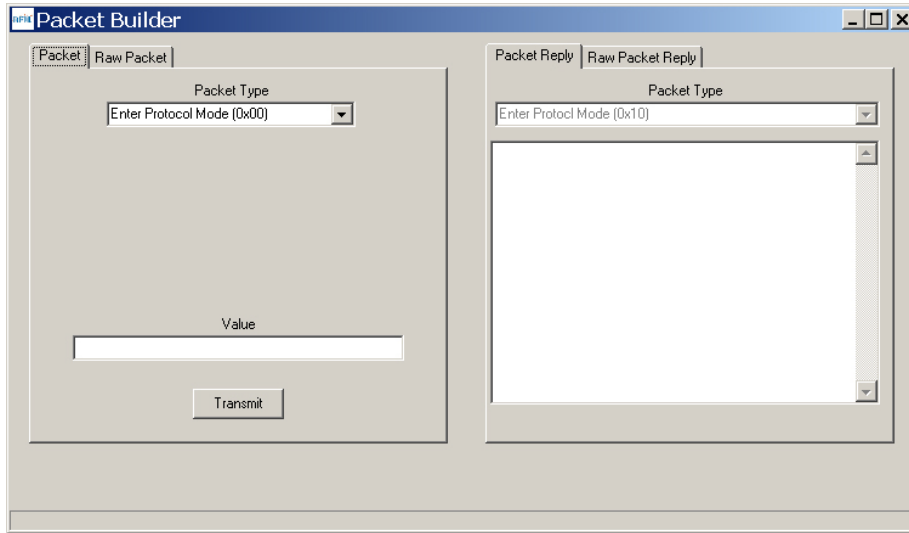 Packet Builder
Packet
Raw Packet
Packet Type
Enter Protocol Mode (0x00)
Value
Transmit
Packet Reply
Raw Packet Reply
Packet Type
Enter Protocl Mode (0x10)